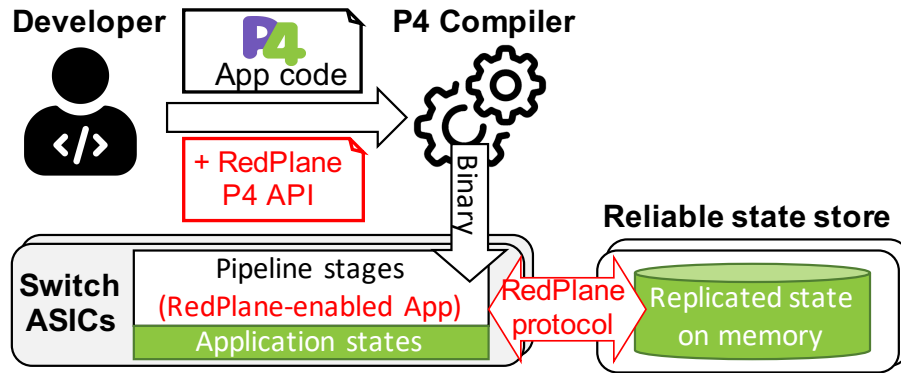 Developer
P4 Compiler
P4
App code
</>
+ RedPlane
P4 API
Binary
Reliable state store
Switch
ASICs
Pipeline stages
(RedPlane-enabled App)
Application states
RedPlane
protocol
Replicated state
on memory